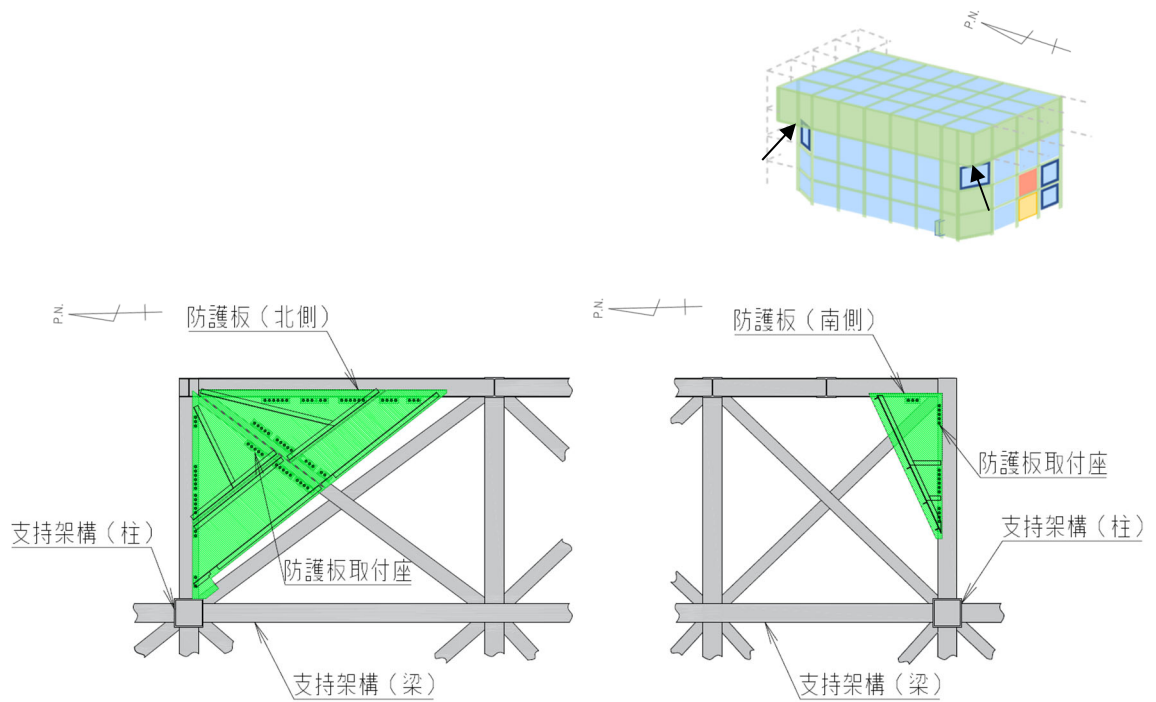 P.N.
P.N.
防護板（北側）
P.N.
防護板（南側）
防護板取付座
支持架構（柱）
支持架構（柱）
防護板取付座
支持架構（梁）
支持架構（梁）